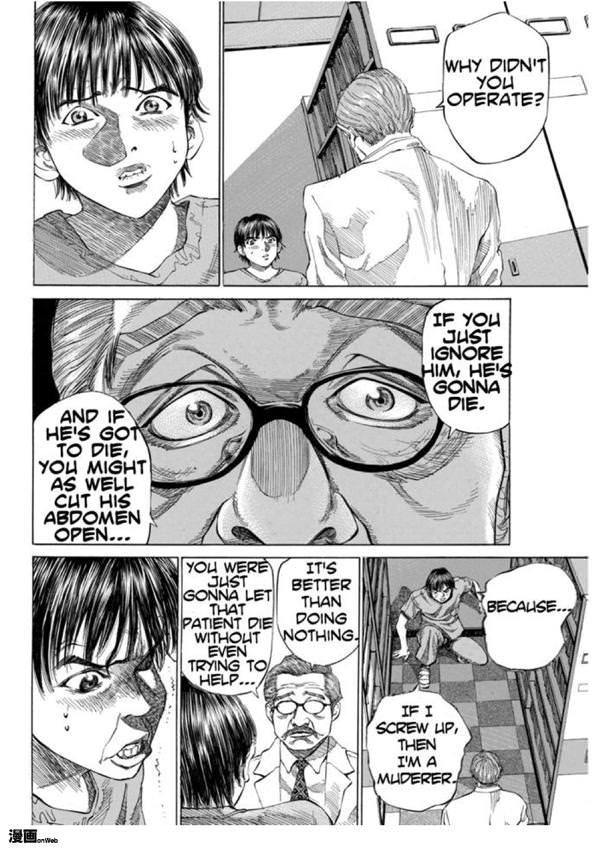 WHY DIDN'T
YOU
OPERATE?
IF YOU
JUST
IGNORE
HIM, HE'S
GONNA
DIE.
AND IF
HE'S GOT
TO DIE,
YOU MIGHT
AS WELL
CUT HIS
ABDOMEN
OPEN...
BECAUSE...
IF I
SCREW UP,
THEN
I'M A
MUDERER.
IT'S
BETTER
THAN
DOING
NOTHING.
YOU WERE
JUST
GONNA LET
THAT
PATIENT DIE
WITHOUT
EVEN
TRYING TO
HELP...
漫画onWeb